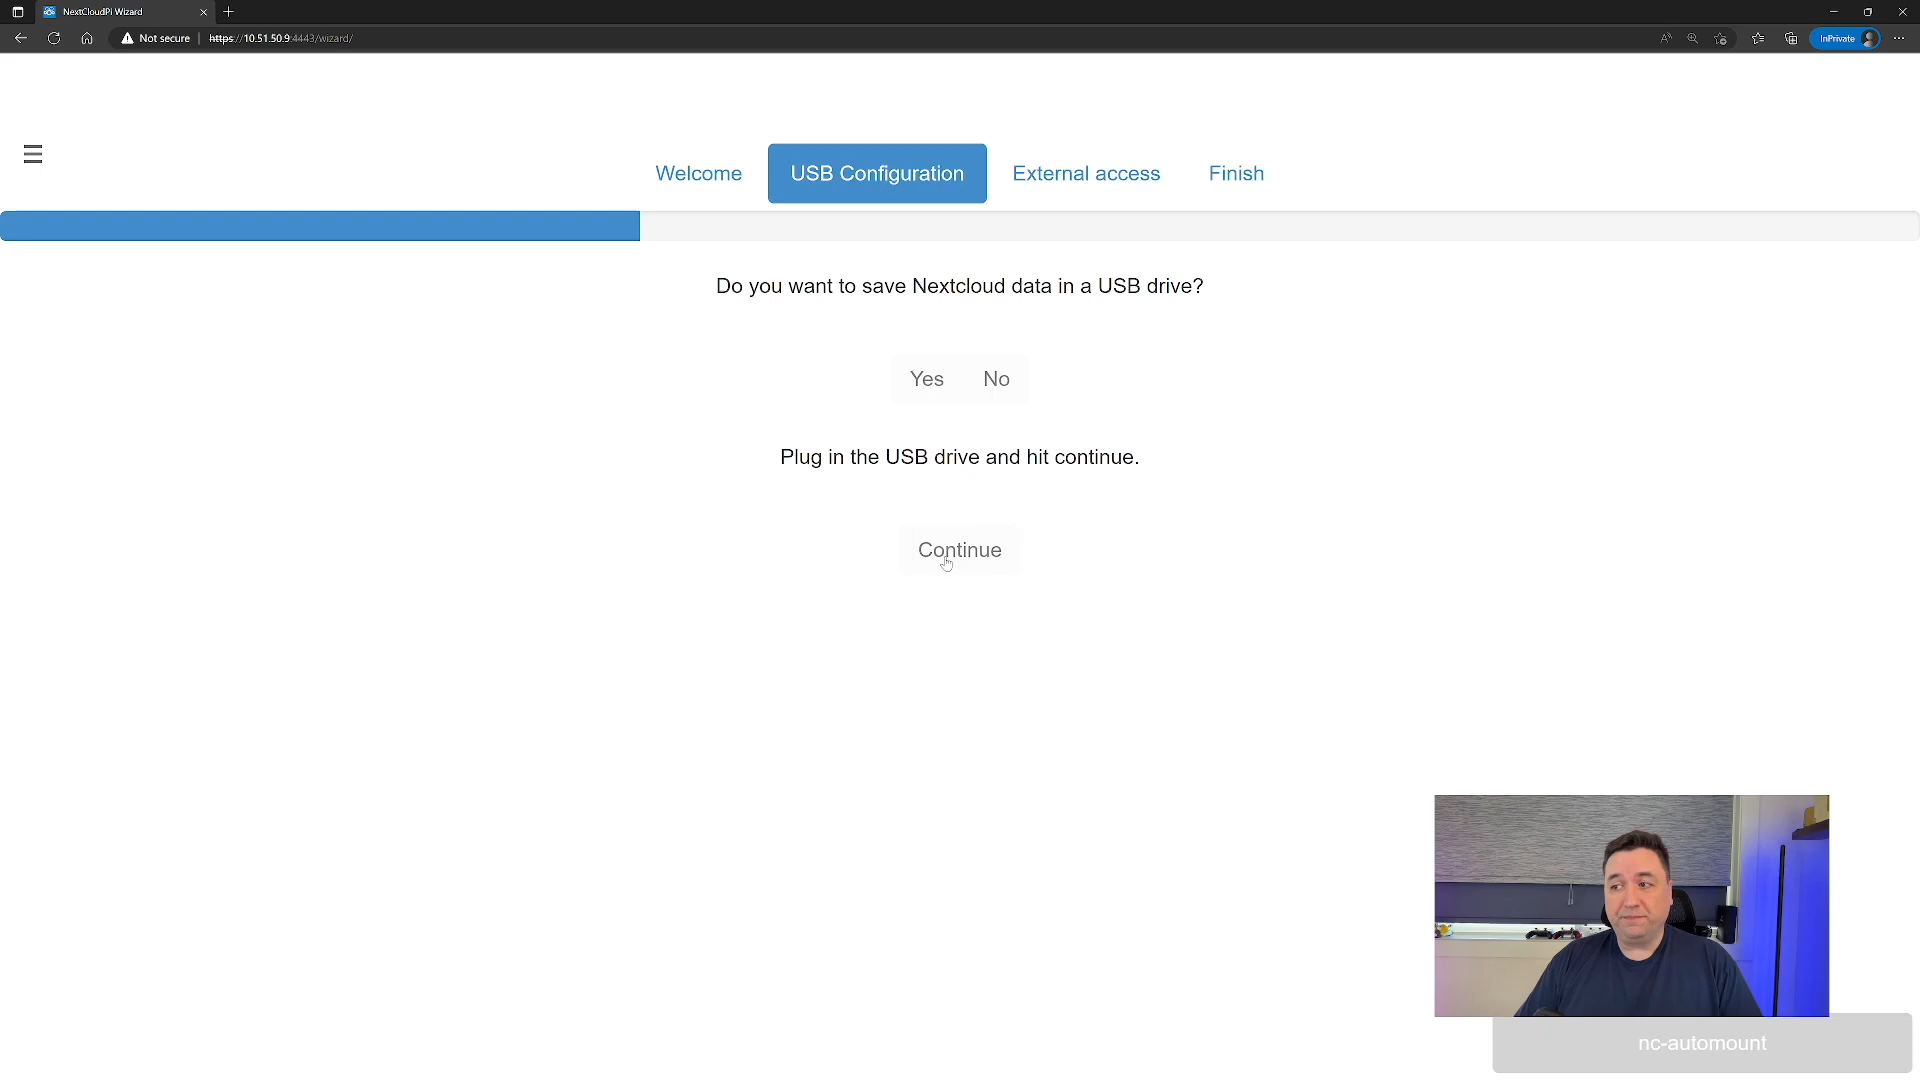 NextCloudPi Wizard
Not secure
https://10.51.50.9:4443/wizard/
InPrivate
Welcome
USB Configuration
External access
Finish
Do you want to save Nextcloud data in a USB drive?
Yes
No
Plug in the USB drive and hit continue.
Continue
nc-automount